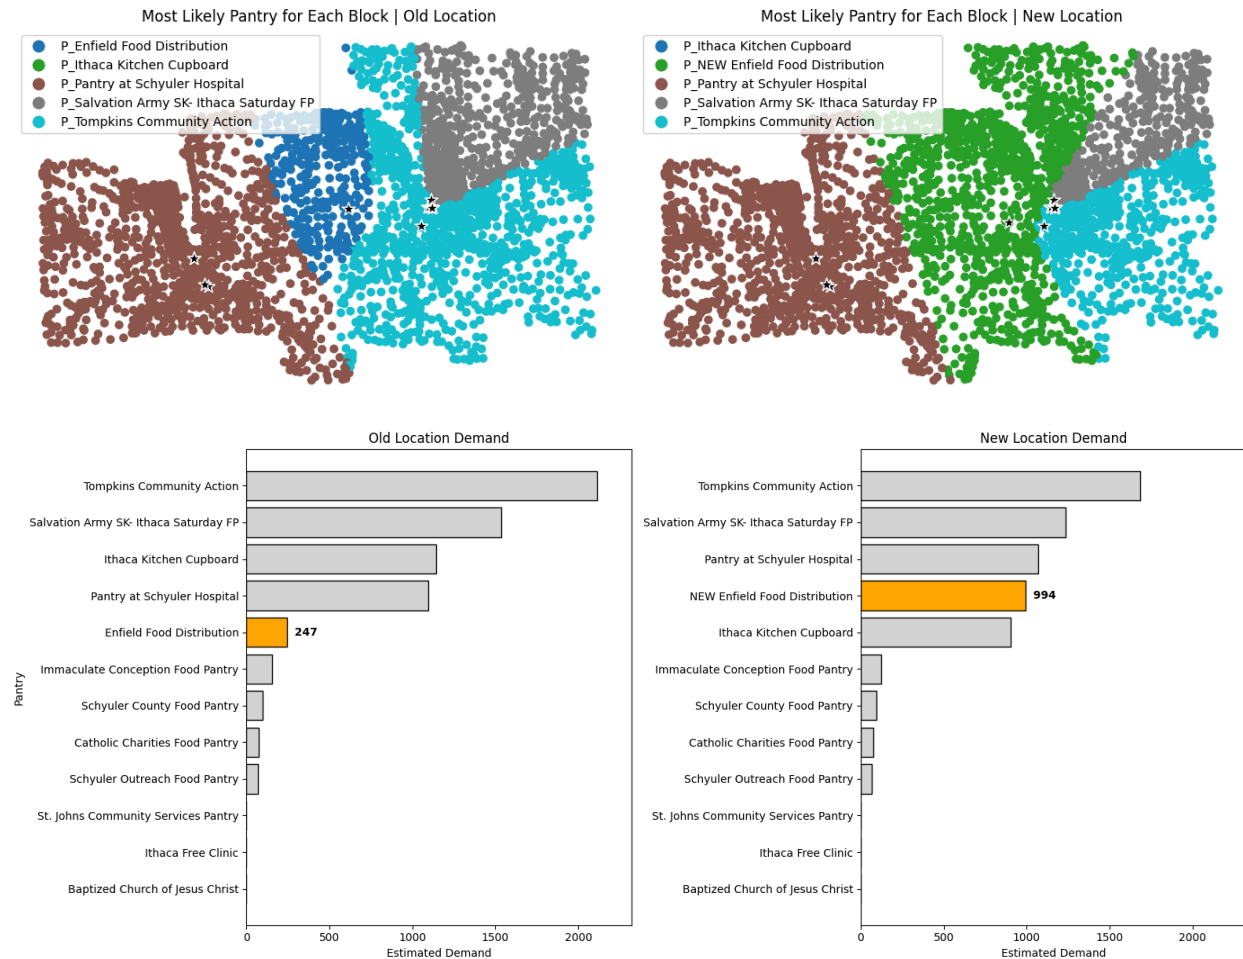 Most Likely Pantry for Each Block | Old Location
P_Enfield Food Distribution
P_Ithaca Kitchen Cupboard
P_Pantry at Schyuler Hospital
P_Salvation Army SK- Ithaca Saturday FP
P_Tompkins Community Action
Most Likely Pantry for Each Block | New Location
P_Ithaca Kitchen Cupboard
P_NEW Enfield Food Distribution
P_Pantry at Schyuler Hospital
P_Salvation Army SK- Ithaca Saturday FP
P_Tompkins Community Action
Old Location Demand
Pantry
Tompkins Community Action
Salvation Army SK- Ithaca Saturday FP
Ithaca Kitchen Cupboard
Pantry at Schyuler Hospital
Enfield Food Distribution
247
Immaculate Conception Food Pantry
Schyuler County Food Pantry
Catholic Charities Food Pantry
Schyuler Outreach Food Pantry
St. Johns Community Services Pantry
Ithaca Free Clinic
Baptized Church of Jesus Christ
0 500 1000 1500 2000
Estimated Demand
New Location Demand
Tompkins Community Action
Salvation Army SK- Ithaca Saturday FP
Pantry at Schyuler Hospital
NEW Enfield Food Distribution
994
Ithaca Kitchen Cupboard
Immaculate Conception Food Pantry
Schyuler County Food Pantry
Catholic Charities Food Pantry
Schyuler Outreach Food Pantry
St. Johns Community Services Pantry
Ithaca Free Clinic
Baptized Church of Jesus Christ
0 500 1000 1500 2000
Estimated Demand